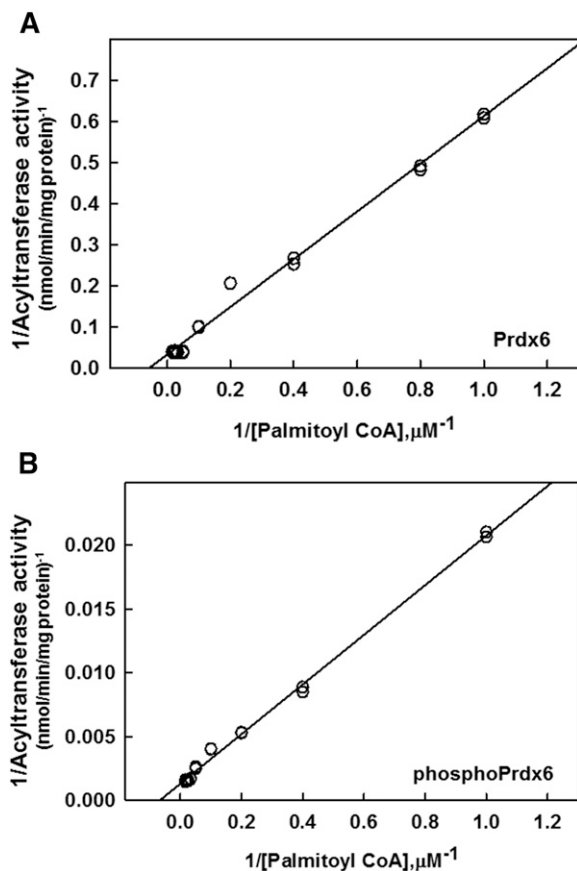 A
1/Acyltransferase activity
(nmol/min/mg protein)-1
0.7
0.6
0.5
0.4
0.3
0.2
0.1
0.0
Prdx6
0.0 0.2 0.4 0.6 0.8 1.0 1.2
1/[Palmitoyl CoA],μM-1
B
1/Acyltransferase activity
(nmol/min/mgprotein)-1
0.020
0.015
0.010
0.005
0.000
phosphoPrdx6
0.0 0.2 0.4 0.6 0.8 1.0 1.2
1/[Palmitoyl CoA],μM-1